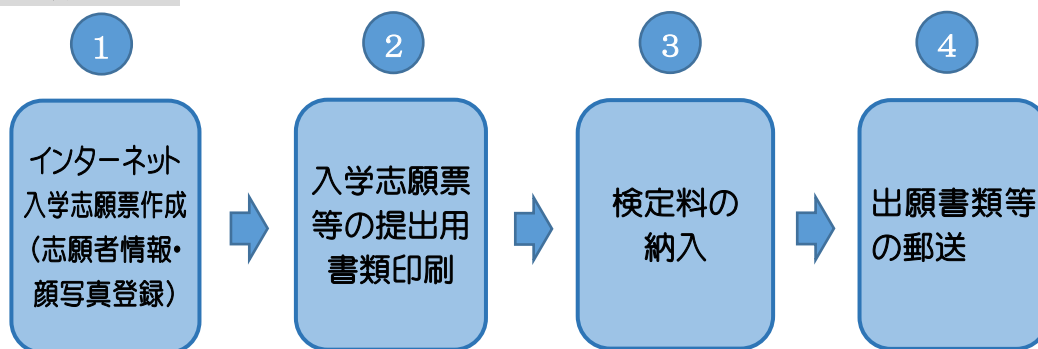 1
2
3
4
インターネット
入学志願票作成
（志願者情報・
顔写真登録）
入学志願票
等の提出用
書類印刷
検定料の
納入
出願書類等
の郵送